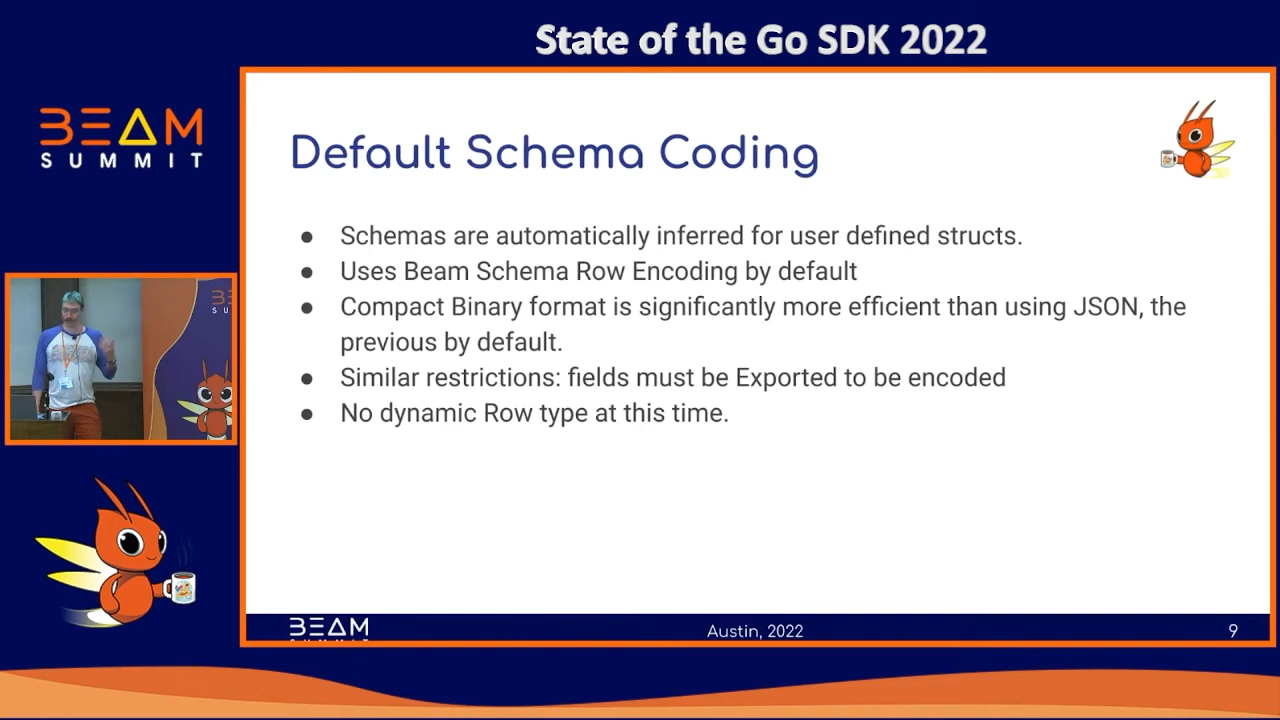 State of the Go SDK 2022
BEAM
SUMMIT
Default Schema Coding
● Schemas are automatically inferred for user defined structs.
● Uses Beam Schema Row Encoding by default
● Compact Binary format is significantly more efficient than using JSON, the
previous by default.
● Similar restrictions: fields must be Exported to be encoded
● No dynamic Row type at this time.
BEAM
Austin, 2022
9